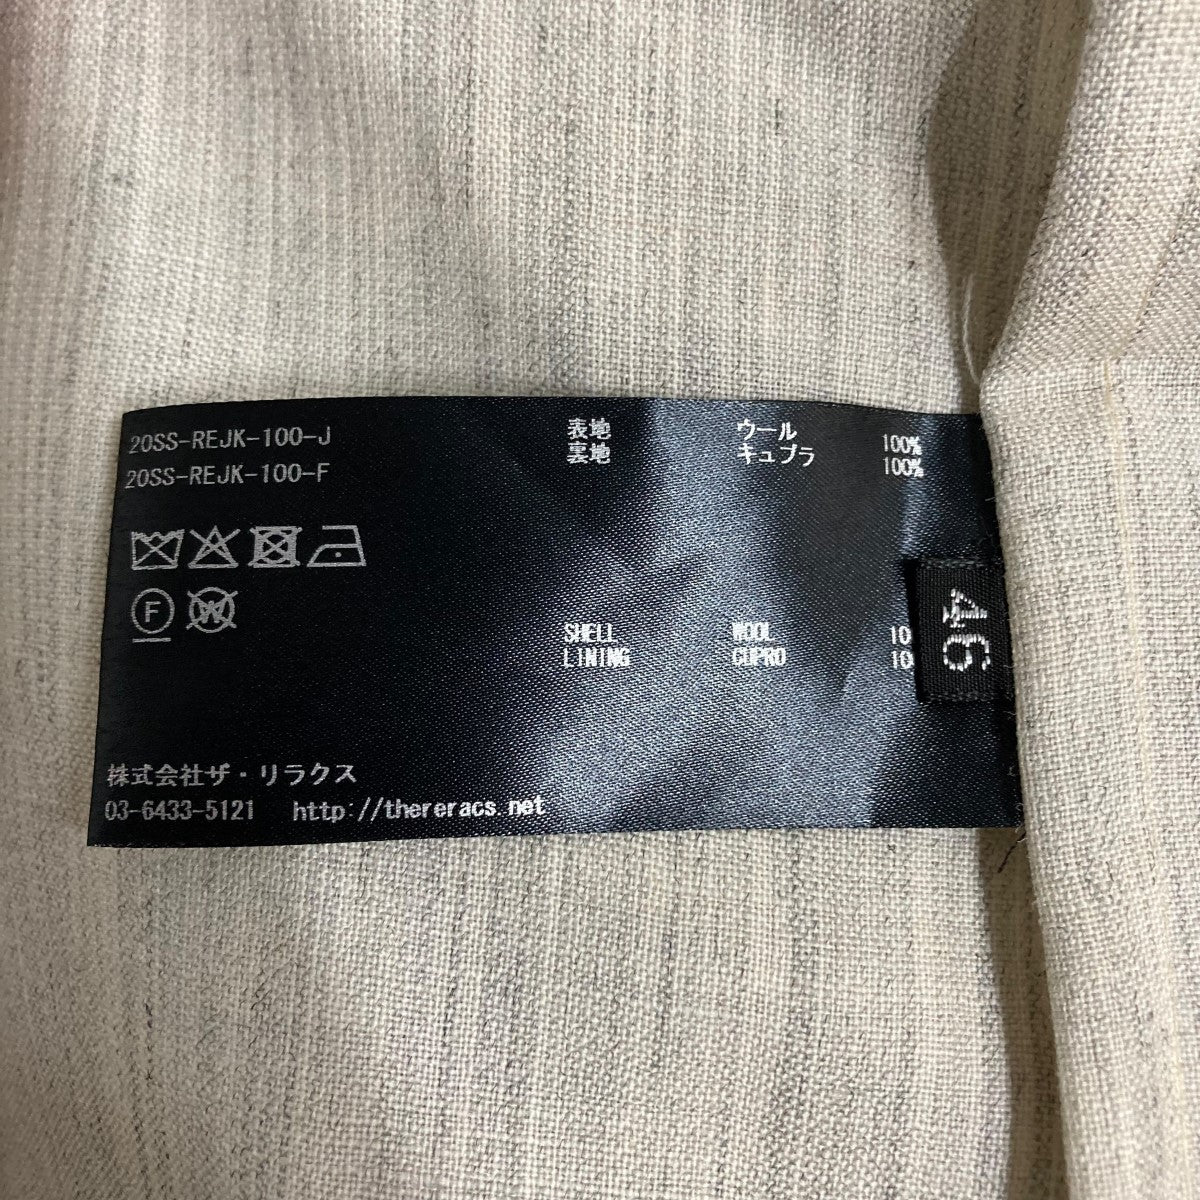 20SS-REJK-100-J
20SS-REJK-100-F
表地 ウール 100%
裏地 キュプラ 100%
F
W
SHELL WOOL 10
LINING CUPRO 10
46
株式会社ザ・リラクス
03-6433-5121 http://thereracs.net